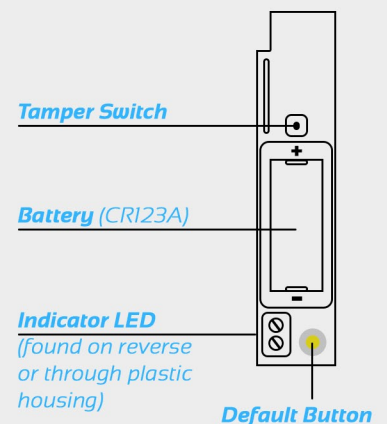 Tamper Switch
+
Battery (CR123A)
−
Indicator LED
(found on reverse
or through plastic
housing)
Default Button